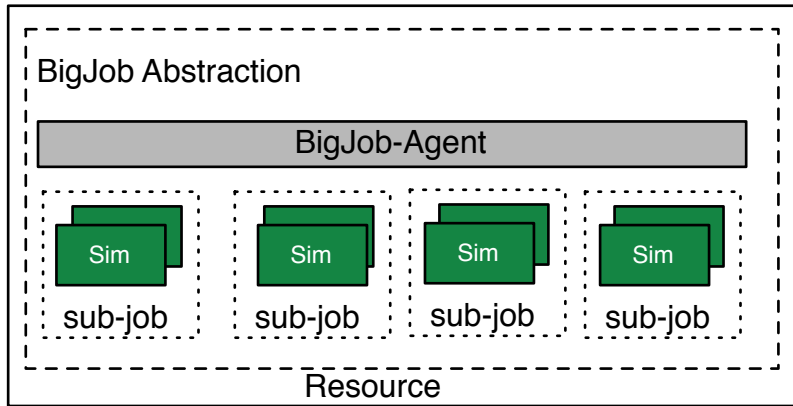 BigJob Abstraction
BigJob-Agent
Sim
Sim
Sim
Sim
sub-job
sub-job
sub-job
sub-job
Resource